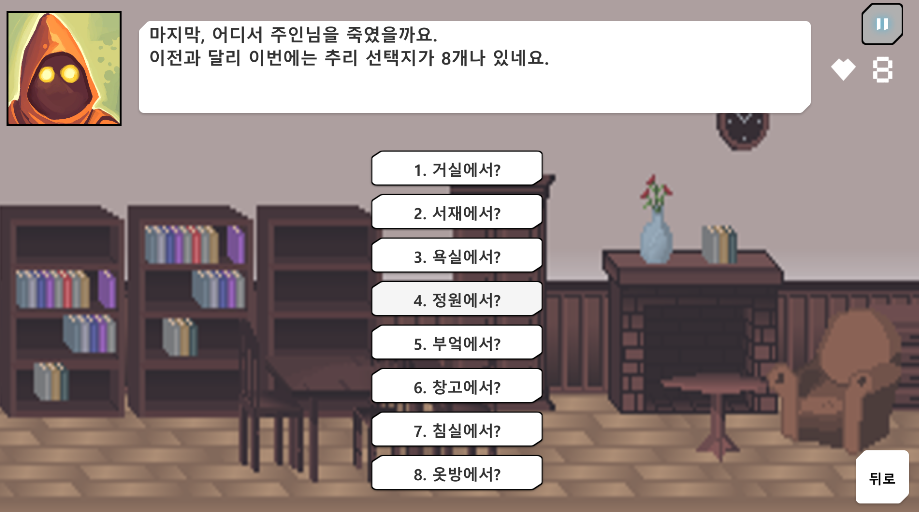 마지막, 어디서 주인님을 죽였을까요.
이전과 달리 이번에는 추리 선택지가 8개나 있네요.
8
1. 거실에서?
2. 서재에서?
3. 욕실에서?
4. 정원에서?
5. 부엌에서?
6. 창고에서?
7. 침실에서?
8. 옷방에서?
뒤로